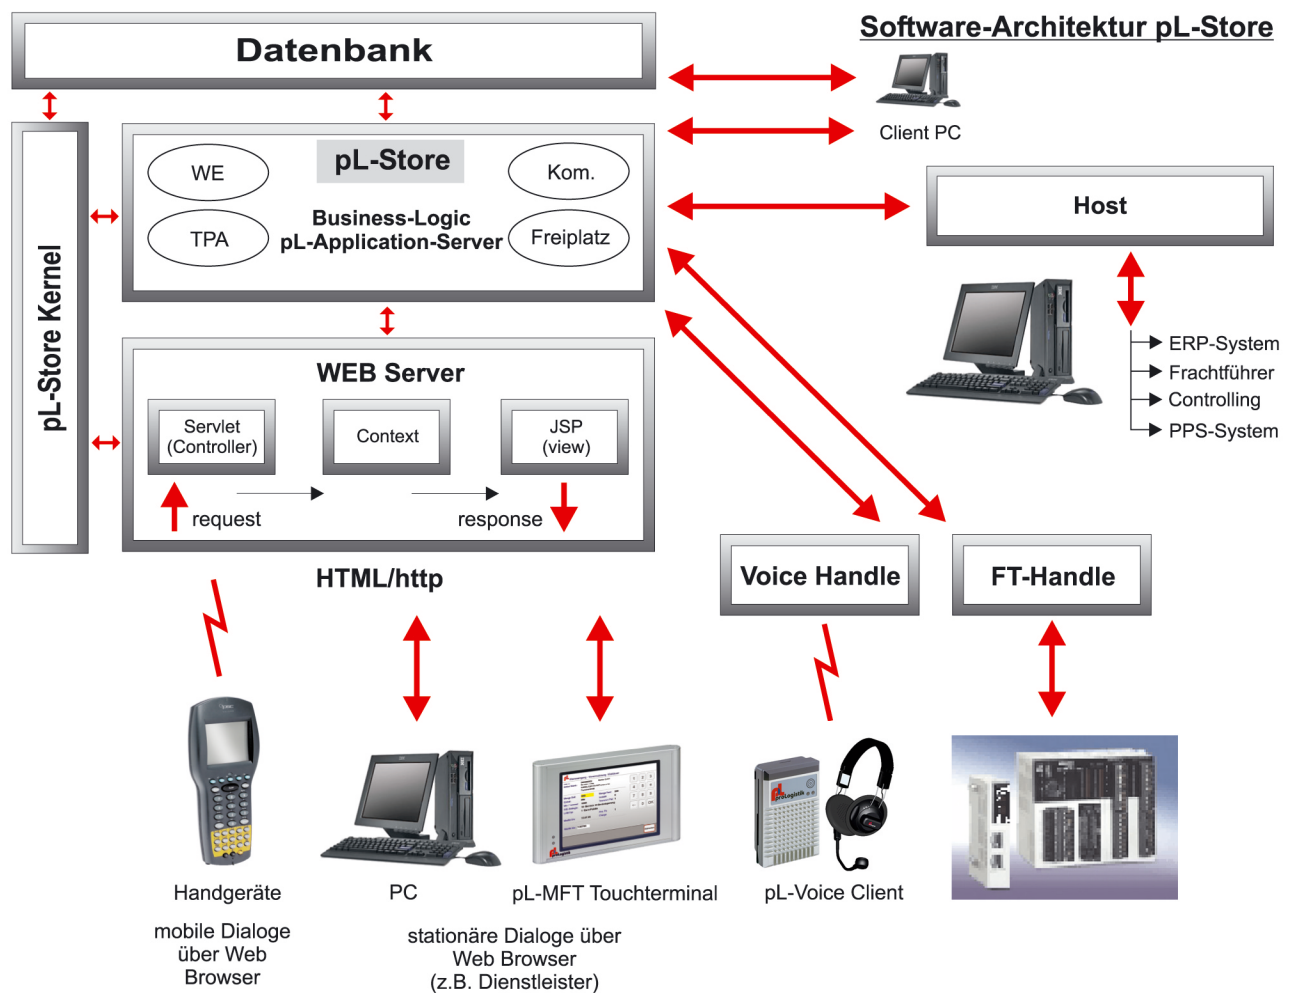 Software-Architektur pL-Store
Datenbank
Client PC
pL-Store Kernel
pL-Store
WE
Kom.
TPA
Freiplatz
Business-Logic
pL-Application-Server
Host
ERP-System
Frachtführer
Controlling
PPS-System
WEB Server
Servlet
(Controller)
Context
JSP
(view)
request
response
HTML/http
Voice Handle
FT-Handle
proLogistik
Handgeräte
PC
pL-MFT Touchterminal
pL-Voice Client
mobile Dialoge
über Web
Browser
stationäre Dialoge über
Web Browser
(z.B. Dienstleister)